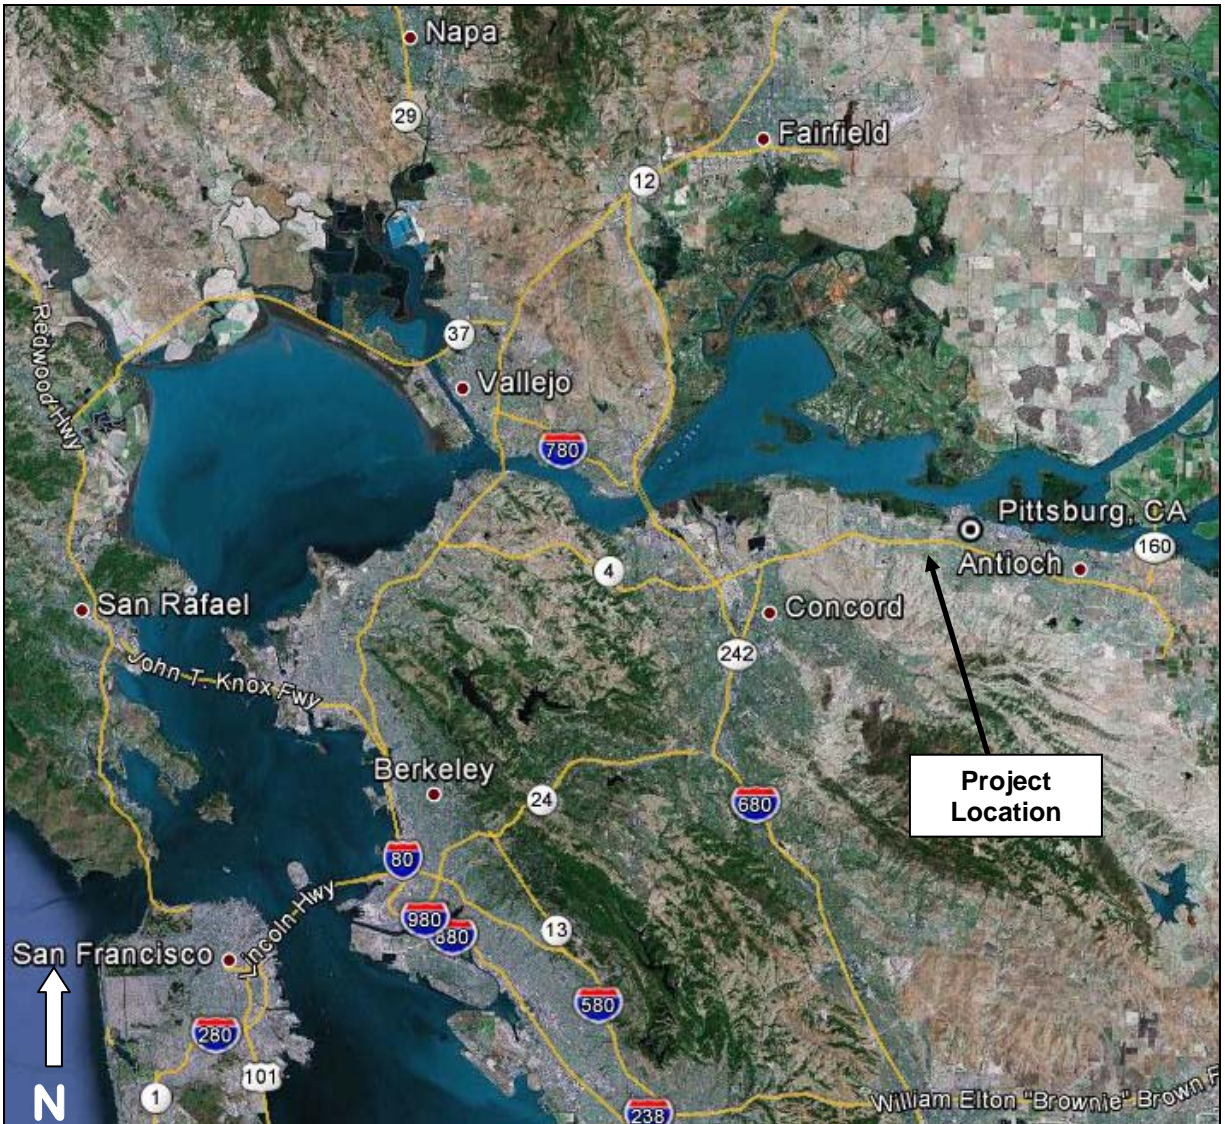 Napa
29
Fairfield
12
Redwood Hwy
37
Vallejo
780
Pittsburg, CA
160
Antioch
4
San Rafael
Concord
242
John T. Knox Fwy
Project
Location
Berkeley
24
680
80
Lincoln Hwy
980
880
13
San Francisco
580
280
101
1
N
238
William Elton "Brownie" Brown F